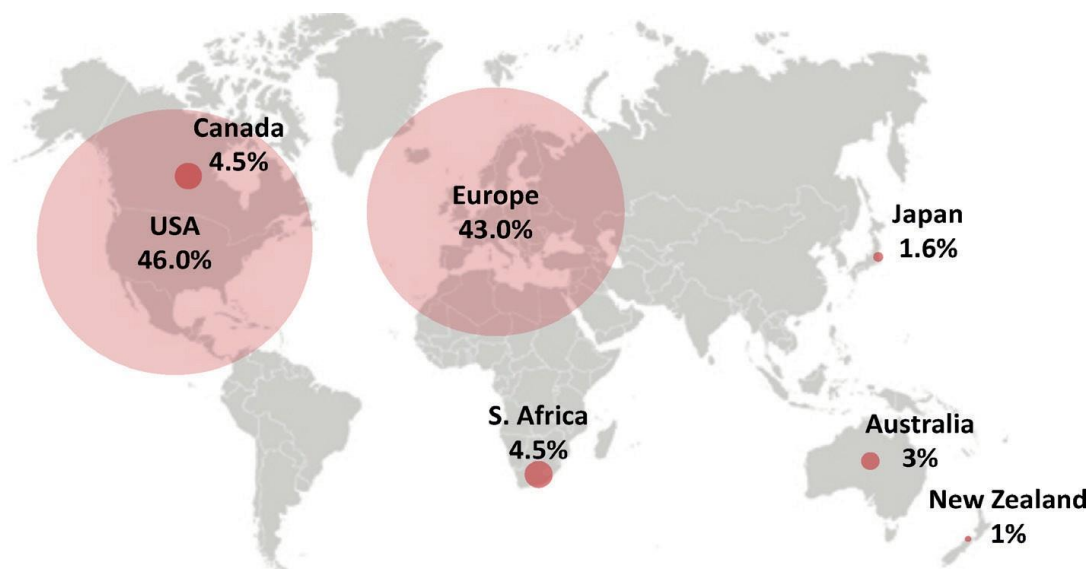 Canada
4.5%
USA
46.0%
Europe
43.0%
Japan
1.6%
S. Africa
4.5%
Australia
3%
New Zealand
1%